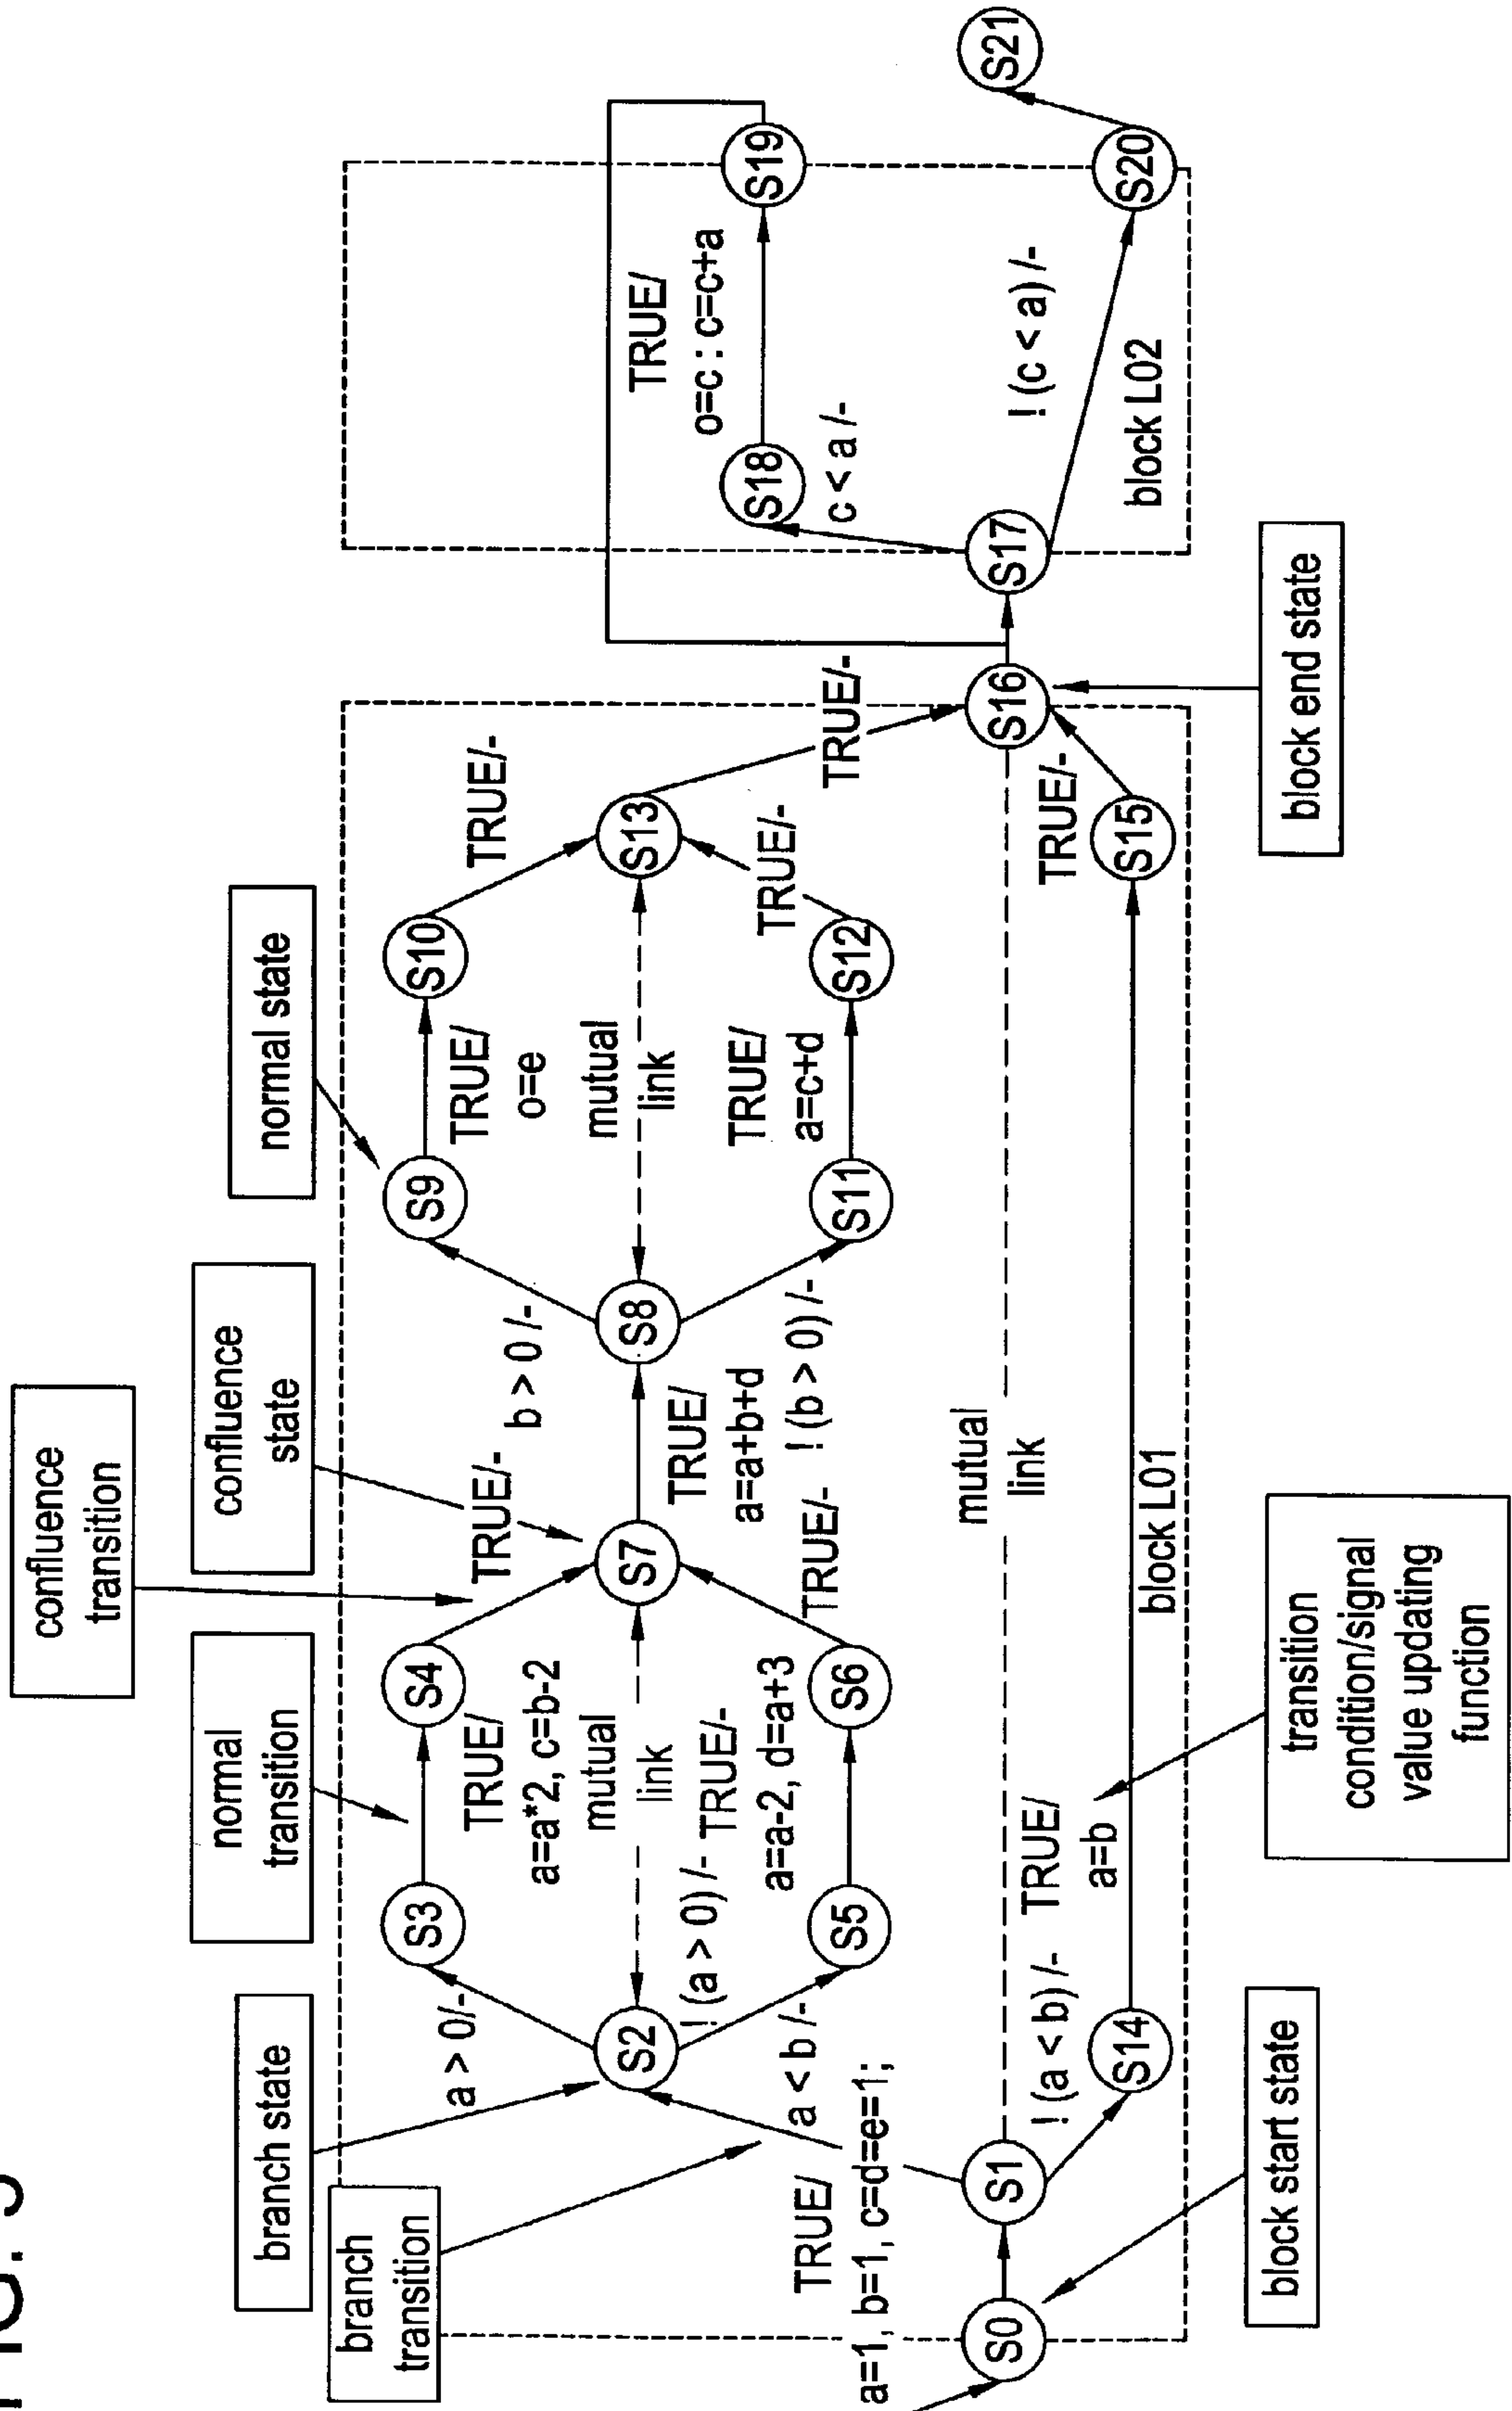 confluence
transition
confluence
state
normal
transition
normal state
branch state
branch
transition
a > 0/-
TRUE/
a=a*2, c=b-2
TRUE/-
b > 0 /-
TRUE/
o=e
TRUE/-
TRUE/
o=c : c=c+a
S3
S4
S9
S10
S18
S19
mutual
link
mutual
link
S2
S7
S8
S13
TRUE/
a=a+b+d
TRUE/-
c < a /-
! (a > 0) /-
TRUE/-
a=a-2, d=a+3
TRUE/-
! (b > 0) /-
TRUE/
a=c+d
TRUE/-
S5
S6
S11
S12
a < b /-
TRUE/
a=1, b=1, c=d=e=1;
mutual
link
S0
S1
S16
S17
S21
! (c < a) /-
! (a < b) /-
TRUE/
a=b
TRUE/-
S14
S15
S20
block L01
block L02
block start state
transition
condition/signal
value updating
function
block end state